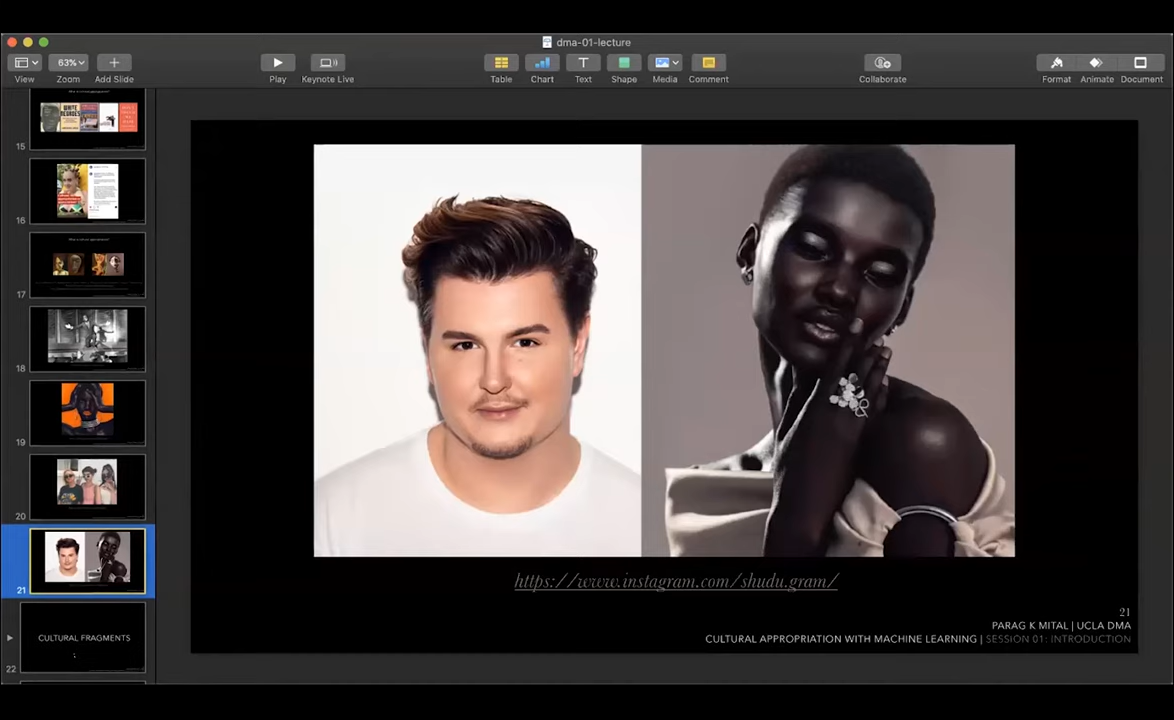 dma-01-lecture
63%
View
Zoom
Add Slide
Play
Keynote Live
Table
Chart
Text
Shape
Media
Comment
Collaborate
Format
Animate
Document
15
WHITE
NEGROES
16
17
18
19
20
21
CULTURAL FRAGMENTS
22
https://www.instagram.com/shudu.gram/
21
PARAG K MITAL | UCLA DMA
CULTURAL APPROPRIATION WITH MACHINE LEARNING | SESSION 01: INTRODUCTION